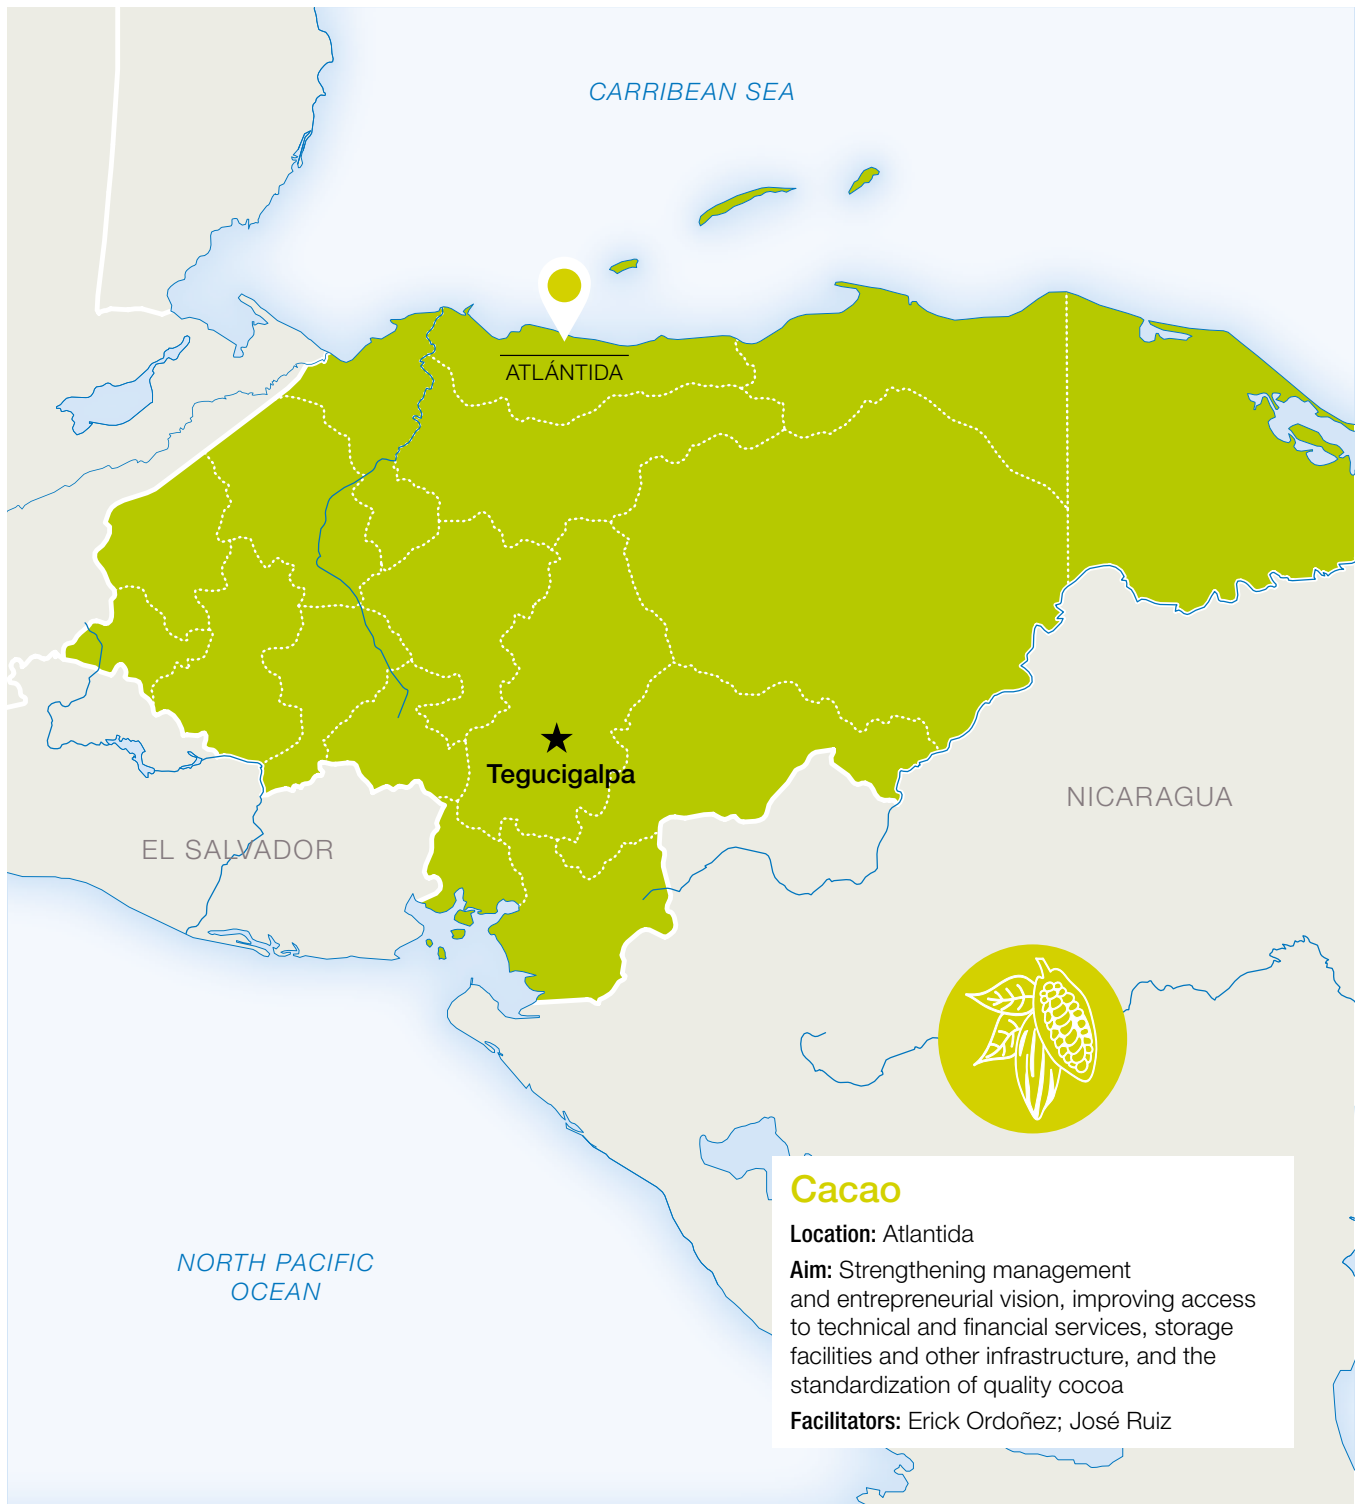 CARRIBEAN SEA
ATLÁNTIDA
Tegucigalpa
NICARAGUA
EL SALVADOR
NORTH PACIFIC
OCEAN
Cacao
Location: Atlantida
Aim: Strengthening management
and entrepreneurial vision, improving access
to technical and financial services, storage
facilities and other infrastructure, and the
standardization of quality cocoa
Facilitators: Erick Ordoñez; José Ruiz